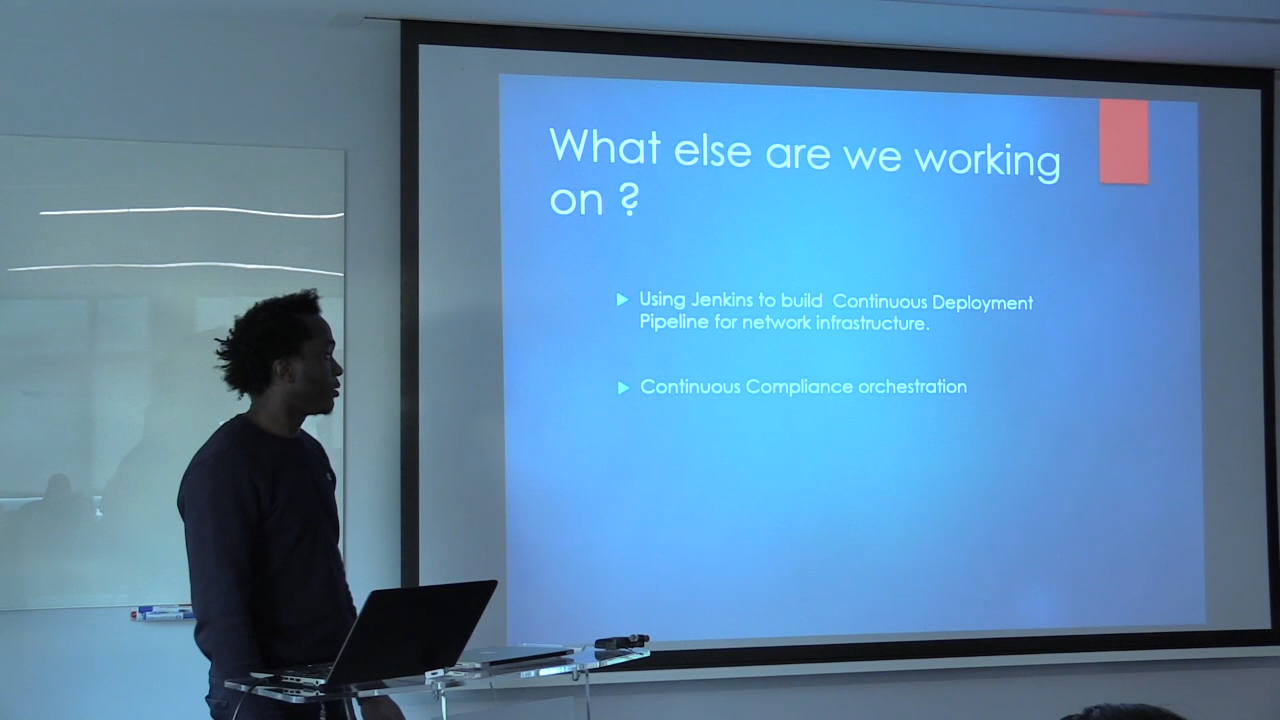 What else are we working
on ?
Using Jenkins to build  Continuous Deployment
Pipeline for network infrastructure.
Continuous Compliance orchestration